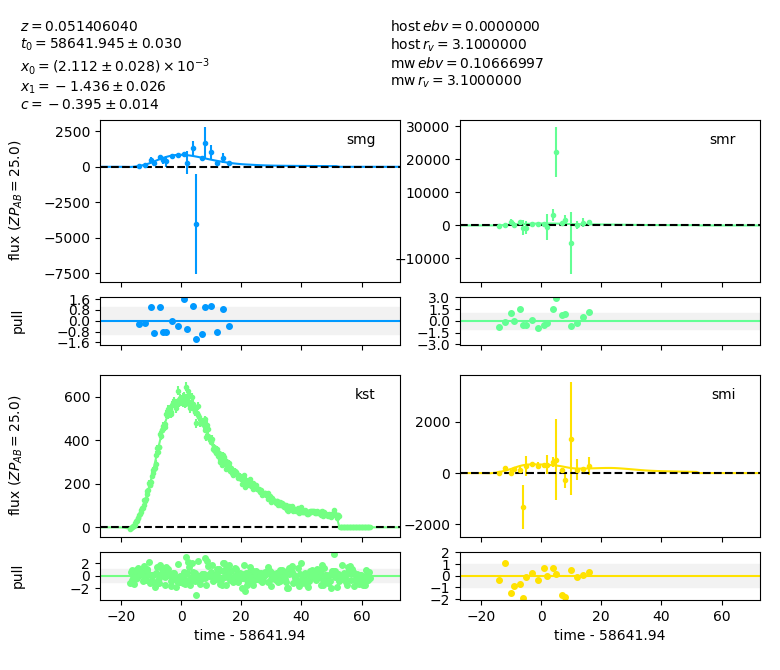 z = 0.051406040
t₀ = 58641.945 ± 0.030
x₀ = (2.112 ± 0.028) × 10⁻³
x₁ = −1.436 ± 0.026
c = −0.395 ± 0.014
host ebv = 0.0000000
host r_v = 3.1000000
mw ebv = 0.10666997
mw r_v = 3.1000000
flux (ZP_AB = 25.0)
2500
0
−2500
−5000
−7500
smg
30000
20000
10000
0
−10000
smr
pull
1.6
0.8
0.0
−0.8
−1.6
3.0
1.5
0.0
−1.5
−3.0
flux (ZP_AB = 25.0)
600
400
200
0
kst
2000
0
−2000
smi
pull
2
0
−2
2
1
0
−1
−2
−20 0 20 40 60
time - 58641.94
−20 0 20 40 60
time - 58641.94